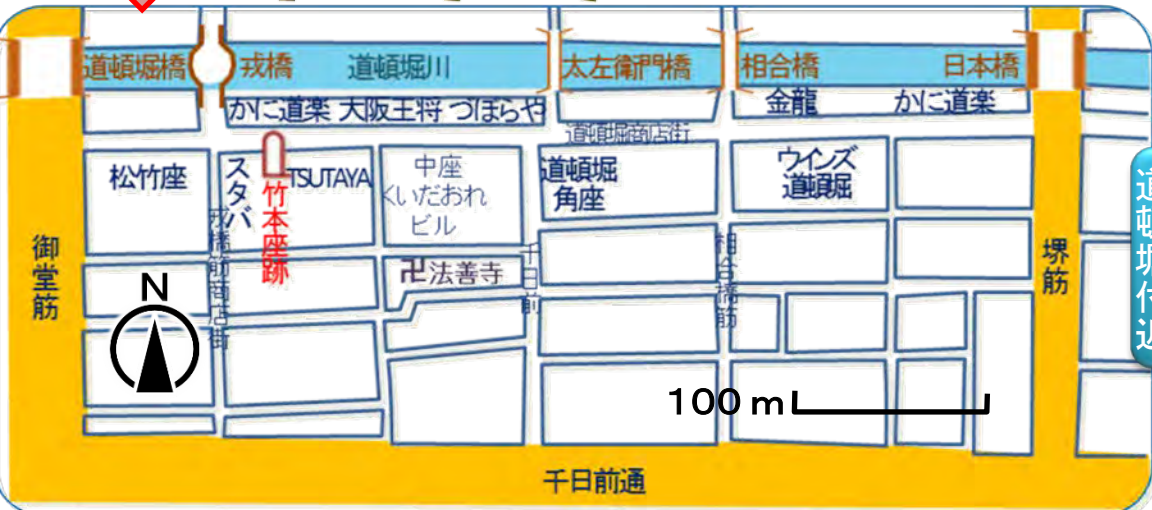 道頓堀橋
戎橋
道頓堀川
太左衛門橋
相合橋
日本橋
かに道楽 大阪王将 づぼらや
金龍
かに道楽
道頓堀商店街
松竹座
スタバ
竹本座跡
TSUTAYA
中座
くいだおれ
ビル
道頓堀
角座
ウインズ
道頓堀
戎橋筋商店街
卍法善寺
千日前
相合橋筋
御堂筋
堺筋
道頓堀付近
N
100m
千日前通